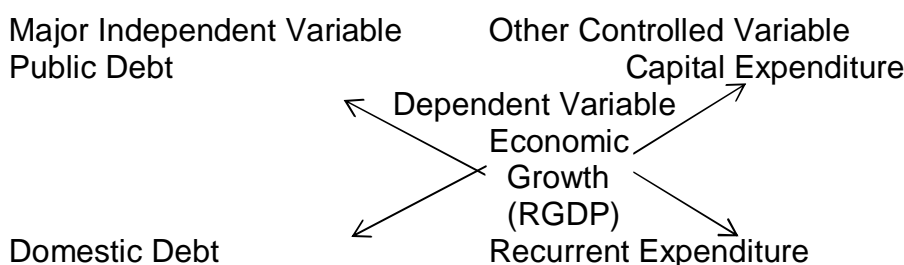 Major Independent Variable Other Controlled Variable
Public Debt Capital Expenditure
Dependent Variable
Economic
Growth
(RGDP)
Domestic Debt Recurrent Expenditure